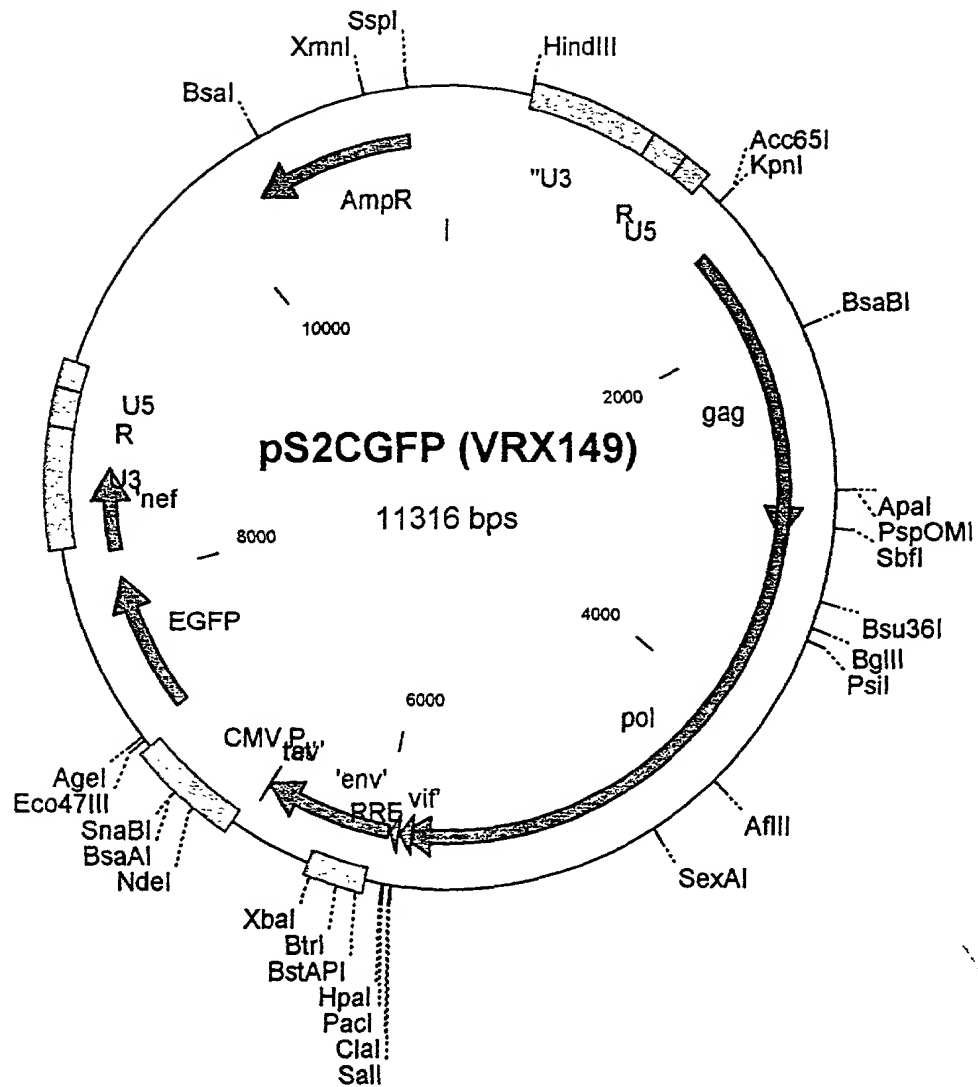 SspI
XmnI
HindIII
BsaI
Acc65I
KpnI
AmpR
"U3
R
U5
BsaBI
10000
2000
gag
U5
R
U3
'nef
pS2CGFP (VRX149)
11316 bps
ApaI
PspOMI
SbfI
8000
EGFP
4000
Bsu36I
BglII
PsiI
6000
pol
CMV P
'env'
RRE
vif'
AgeI
Eco47III
SnaBI
BsaAI
NdeI
AflII
SexAI
XbaI
BtrI
BstAPI
HpaI
PacI
ClaI
SalI